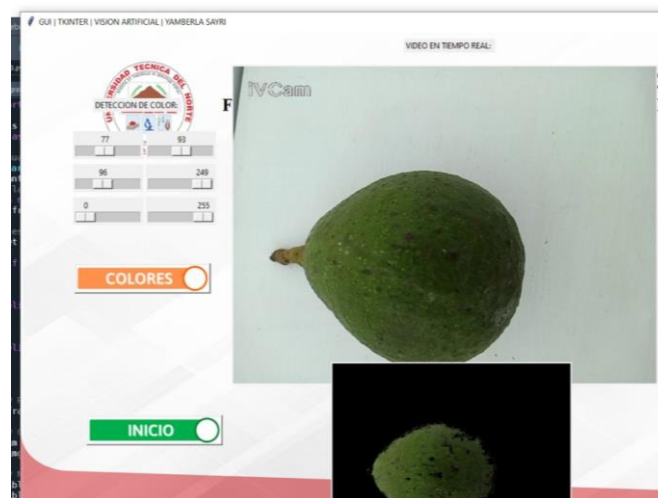 GUI | TKINTER | VISION ARTIFICIAL | YAMBERLA SAYRI
VIDEO EN TIEMPO REAL:
UNIVERSIDAD TECNICA DEL NORTE
DETECCION DE COLOR:
F
iVCam
77 93
96 249
0 255
COLORES
INICIO